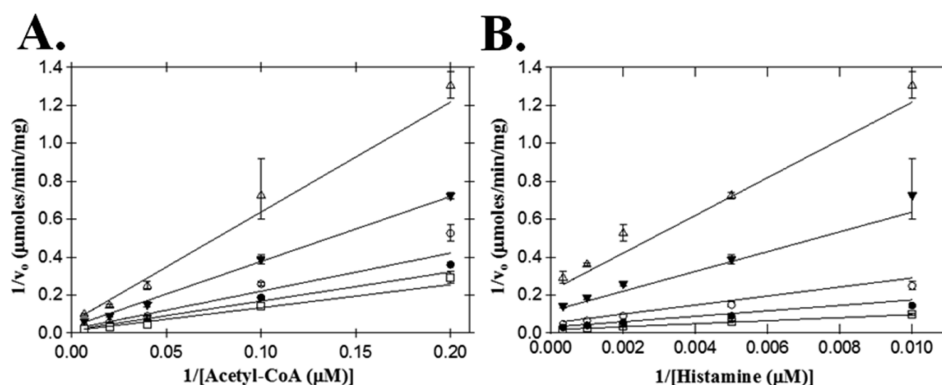 A.
1.4
1.2
1.0
0.8
0.6
0.4
0.2
0.0
0.00 0.05 0.10 0.15 0.20
1/vo (μmoles/min/mg)
1/[Acetyl-CoA (μM)]
B.
1.4
1.2
1.0
0.8
0.6
0.4
0.2
0.0
0.000 0.002 0.004 0.006 0.008 0.010
1/vo (μmoles/min/mg)
1/[Histamine (μM)]